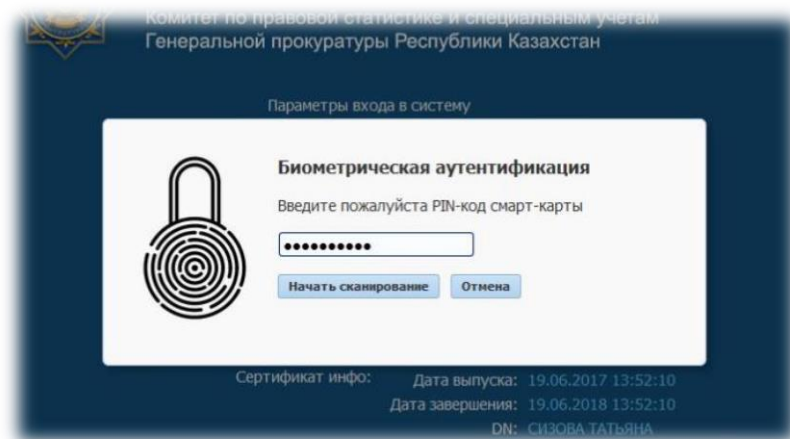 Комитет по правовой статистике и специальным учетам
Генеральной прокуратуры Республики Казахстан
Параметры входа в систему
Биометрическая аутентификация
Введите пожалуйста PIN-код смарт-карты
••••••••••
Начать сканирование Отмена
Сертификат инфо: Дата выпуска: 19.06.2017 13:52:10
Дата завершения: 19.06.2018 13:52:10
DN: СИЗОВА ТАТЬЯНА